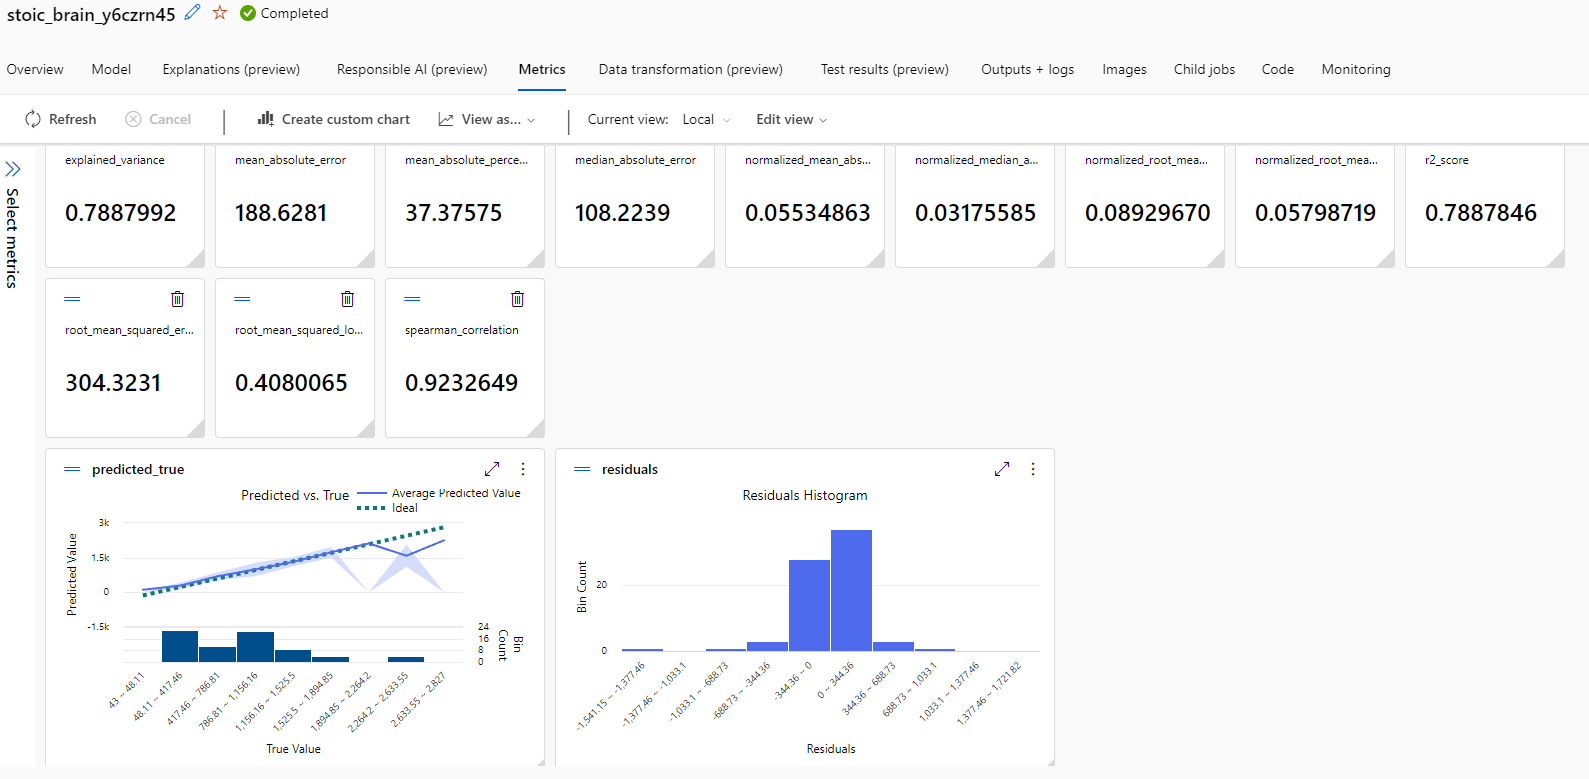 stoic_brain_y6czrn45 Completed
Overview Model Explanations (preview) Responsible AI (preview) Metrics Data transformation (preview) Test results (preview) Outputs + logs Images Child jobs Code Monitoring
Refresh Cancel Create custom chart View as... Current view: Local Edit view
Select metrics
explained_variance mean_absolute_error mean_absolute_perce... median_absolute_error normalized_mean_abs... normalized_median_a... normalized_root_mea... normalized_root_mea... r2_score
0.7887992 188.6281 37.37575 108.2239 0.05534863 0.03175585 0.08929670 0.05798719 0.7887846
root_mean_squared_er... root_mean_squared_lo... spearman_correlation
304.3231 0.4080065 0.9232649
predicted_true
Predicted vs. True
Average Predicted Value
Ideal
Predicted Value
3k
1.5k
0
-1.5k
24
16
8
0
Bin
Count
43 ~ 48.11
48.11 ~ 417.46
417.46 ~ 786.81
786.81 ~ 1,156.16
1,156.16 ~ 1,525.5
1,525.5 ~ 1,894.85
1,894.85 ~ 2,264.2
2,264.2 ~ 2,633.55
2,633.55 ~ 2,827
True Value
residuals
Residuals Histogram
Bin Count
20
0
-1,541.15 ~ -1,377.46
-1,377.46 ~ -1,033.1
-1,033.1 ~ -688.73
-688.73 ~ -344.36
-344.36 ~ 0
0 ~ 344.36
344.36 ~ 688.73
688.73 ~ 1,033.1
1,033.1 ~ 1,377.46
1,377.46 ~ 1,721.82
Residuals